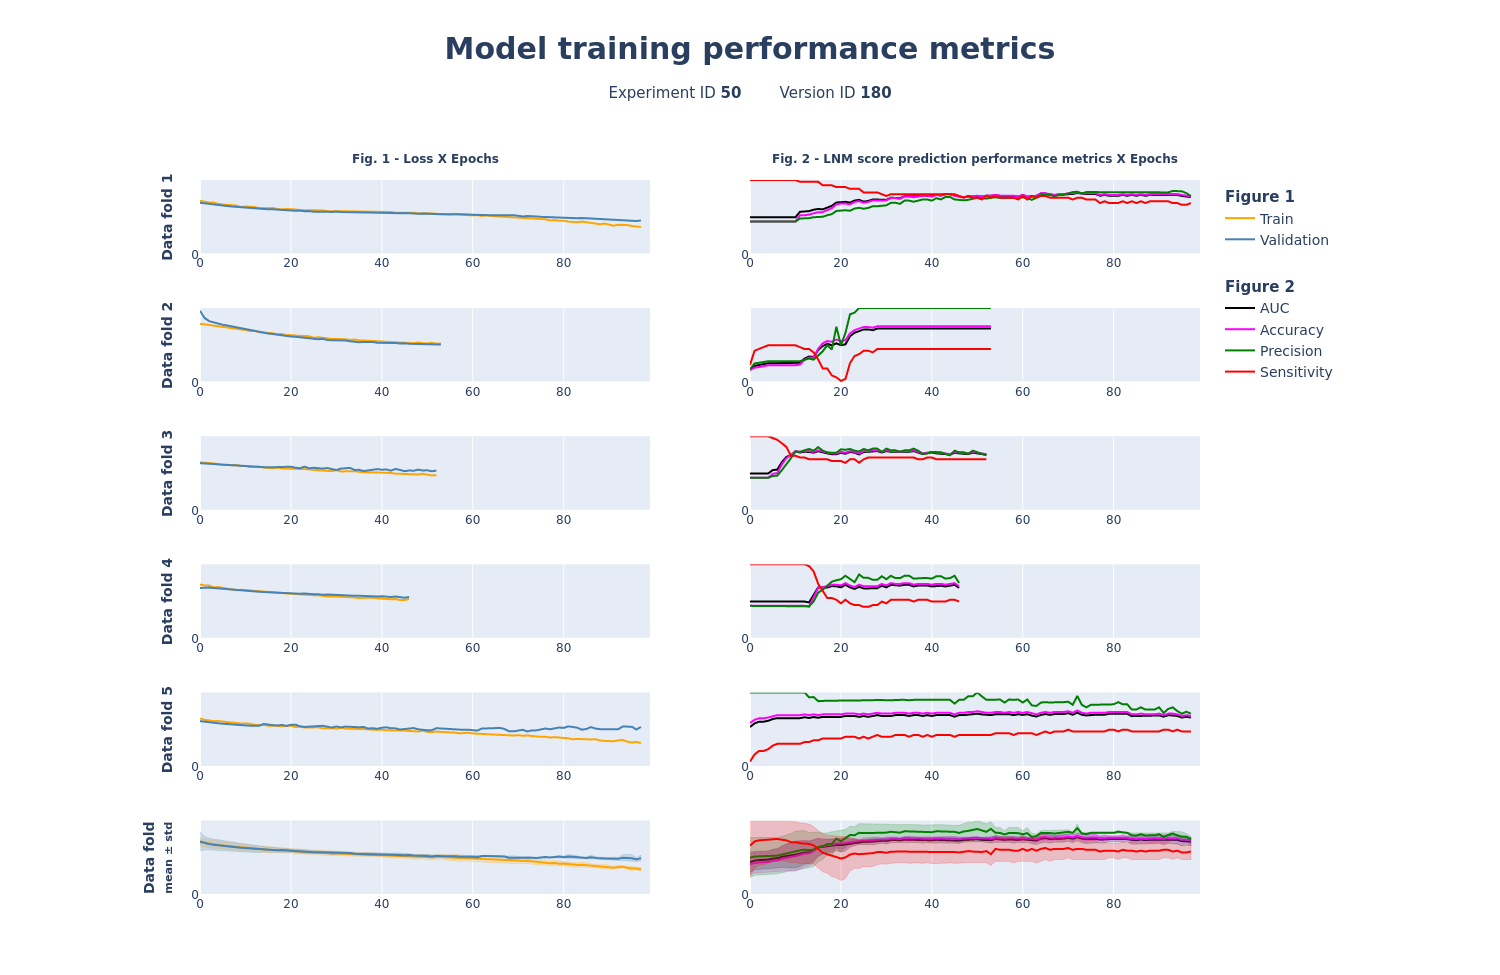 Model training performance metrics
Experiment ID 50 Version ID 180
Fig. 1 - Loss X Epochs
Fig. 2 - LNM score prediction performance metrics X Epochs
Data fold 1
0
0 20 40 60 80
0
0 20 40 60 80
Figure 1
Train
Validation
Figure 2
AUC
Accuracy
Precision
Sensitivity
Data fold 2
0
0 20 40 60 80
0
0 20 40 60 80
Data fold 3
0
0 20 40 60 80
0
0 20 40 60 80
Data fold 4
0
0 20 40 60 80
0
0 20 40 60 80
Data fold 5
0
0 20 40 60 80
0
0 20 40 60 80
Data fold
mean ± std
0
0 20 40 60 80
0
0 20 40 60 80